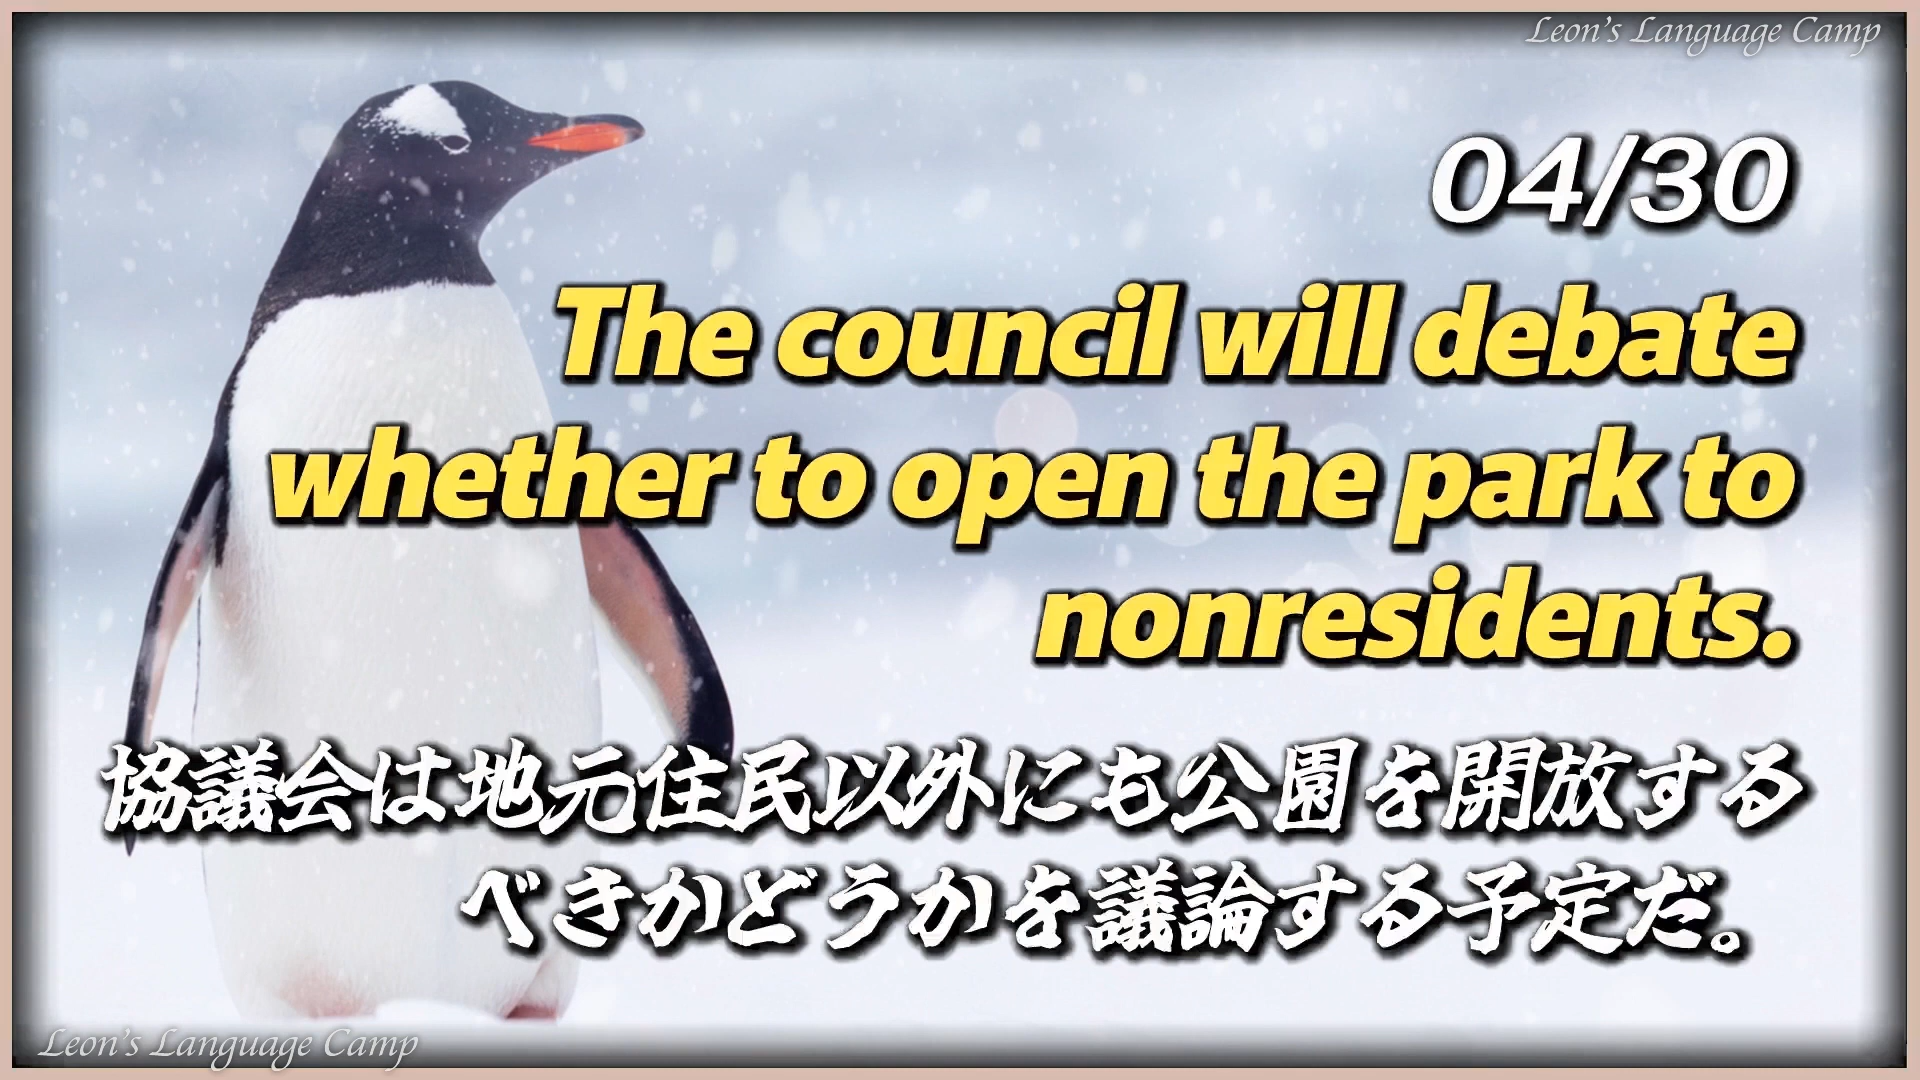 Leon's Language Camp
04/30
The council will debate
whether to open the park to
nonresidents.
協議会は地元住民以外にも公園を開放する
べきかどうかを議論する予定だ。
Leon's Language Camp